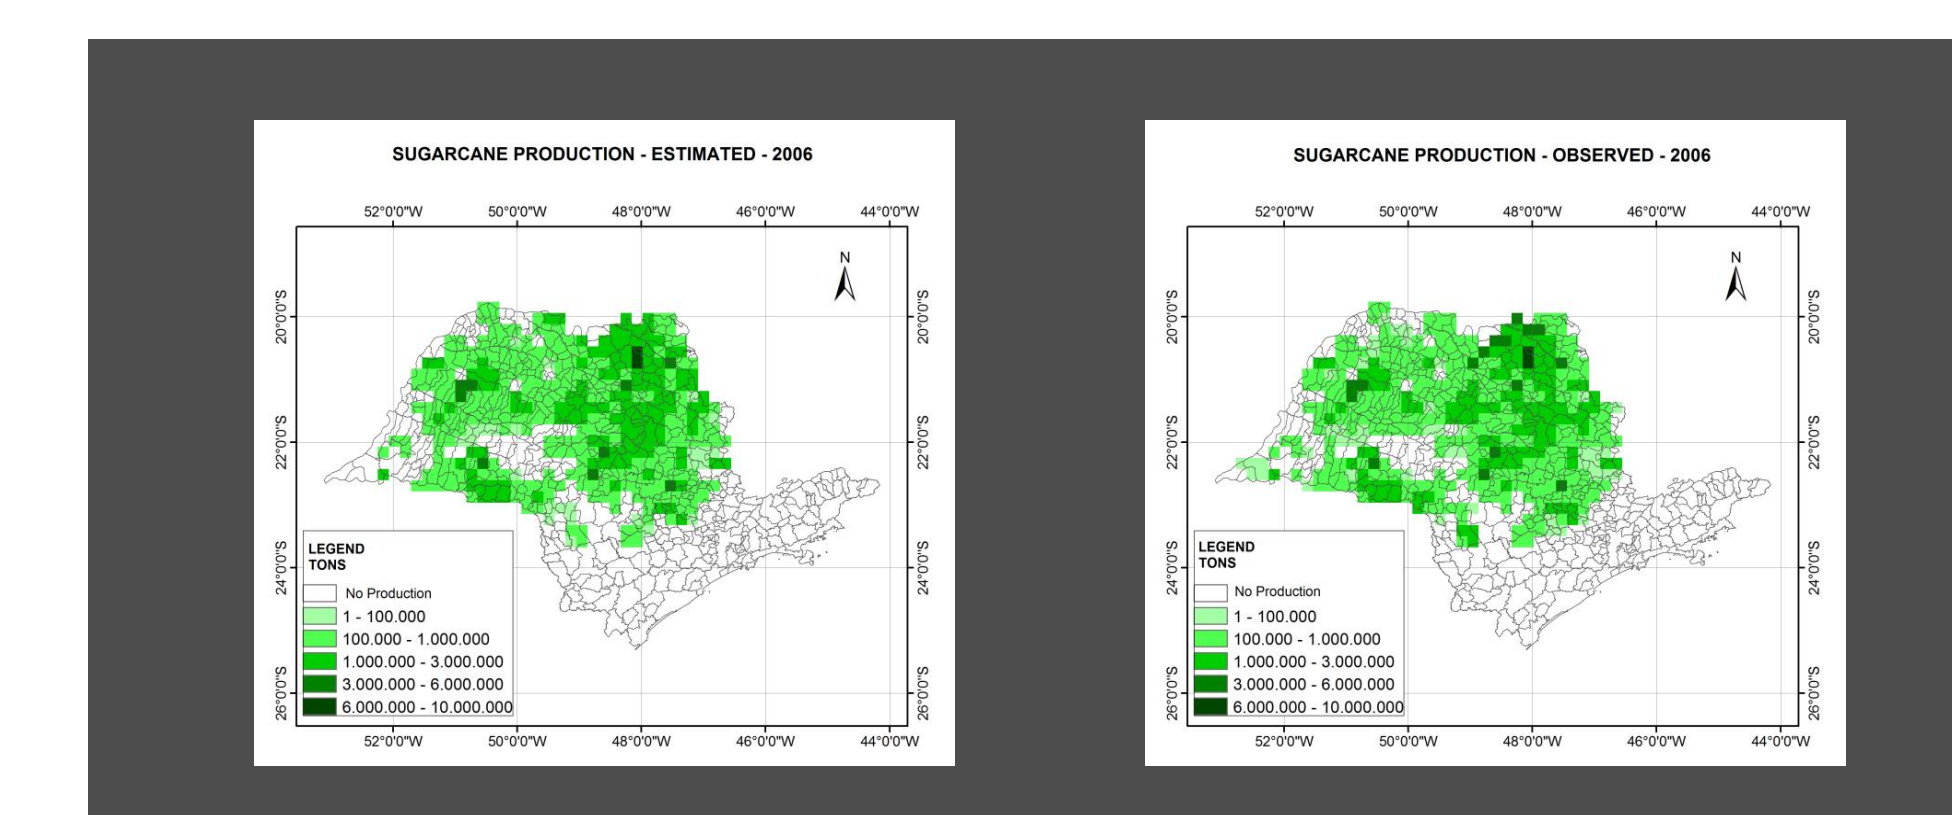 SUGARCANE PRODUCTION - ESTIMATED - 2006
52°0'0"W 50°0'0"W 48°0'0"W 46°0'0"W 44°0'0"W
N
20°0'0"S 20°0'0"S
22°0'0"S 22°0'0"S
24°0'0"S 24°0'0"S
26°0'0"S 26°0'0"S
LEGEND
TONS
No Production
1 - 100.000
100.000 - 1.000.000
1.000.000 - 3.000.000
3.000.000 - 6.000.000
6.000.000 - 10.000.000
52°0'0"W 50°0'0"W 48°0'0"W 46°0'0"W 44°0'0"W
SUGARCANE PRODUCTION - OBSERVED - 2006
52°0'0"W 50°0'0"W 48°0'0"W 46°0'0"W 44°0'0"W
N
20°0'0"S 20°0'0"S
22°0'0"S 22°0'0"S
24°0'0"S 24°0'0"S
26°0'0"S 26°0'0"S
LEGEND
TONS
No Production
1 - 100.000
100.000 - 1.000.000
1.000.000 - 3.000.000
3.000.000 - 6.000.000
6.000.000 - 10.000.000
52°0'0"W 50°0'0"W 48°0'0"W 46°0'0"W 44°0'0"W